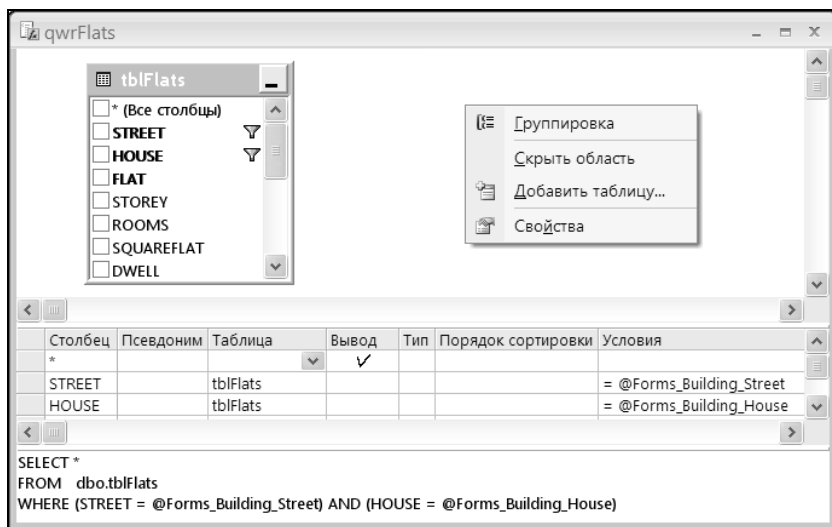 qwrFlats
tblFlats
* (Все столбцы)
STREET
HOUSE
FLAT
STOREY
ROOMS
SQUAREFLAT
DWELL
Группировка
Скрыть область
Добавить таблицу...
Свойства
Столбец Псевдоним Таблица Вывод Тип Порядок сортировки Условия
*
STREET tblFlats = @Forms_Building_Street
HOUSE tblFlats = @Forms_Building_House
SELECT *
FROM dbo.tblFlats
WHERE (STREET = @Forms_Building_Street) AND (HOUSE = @Forms_Building_House)